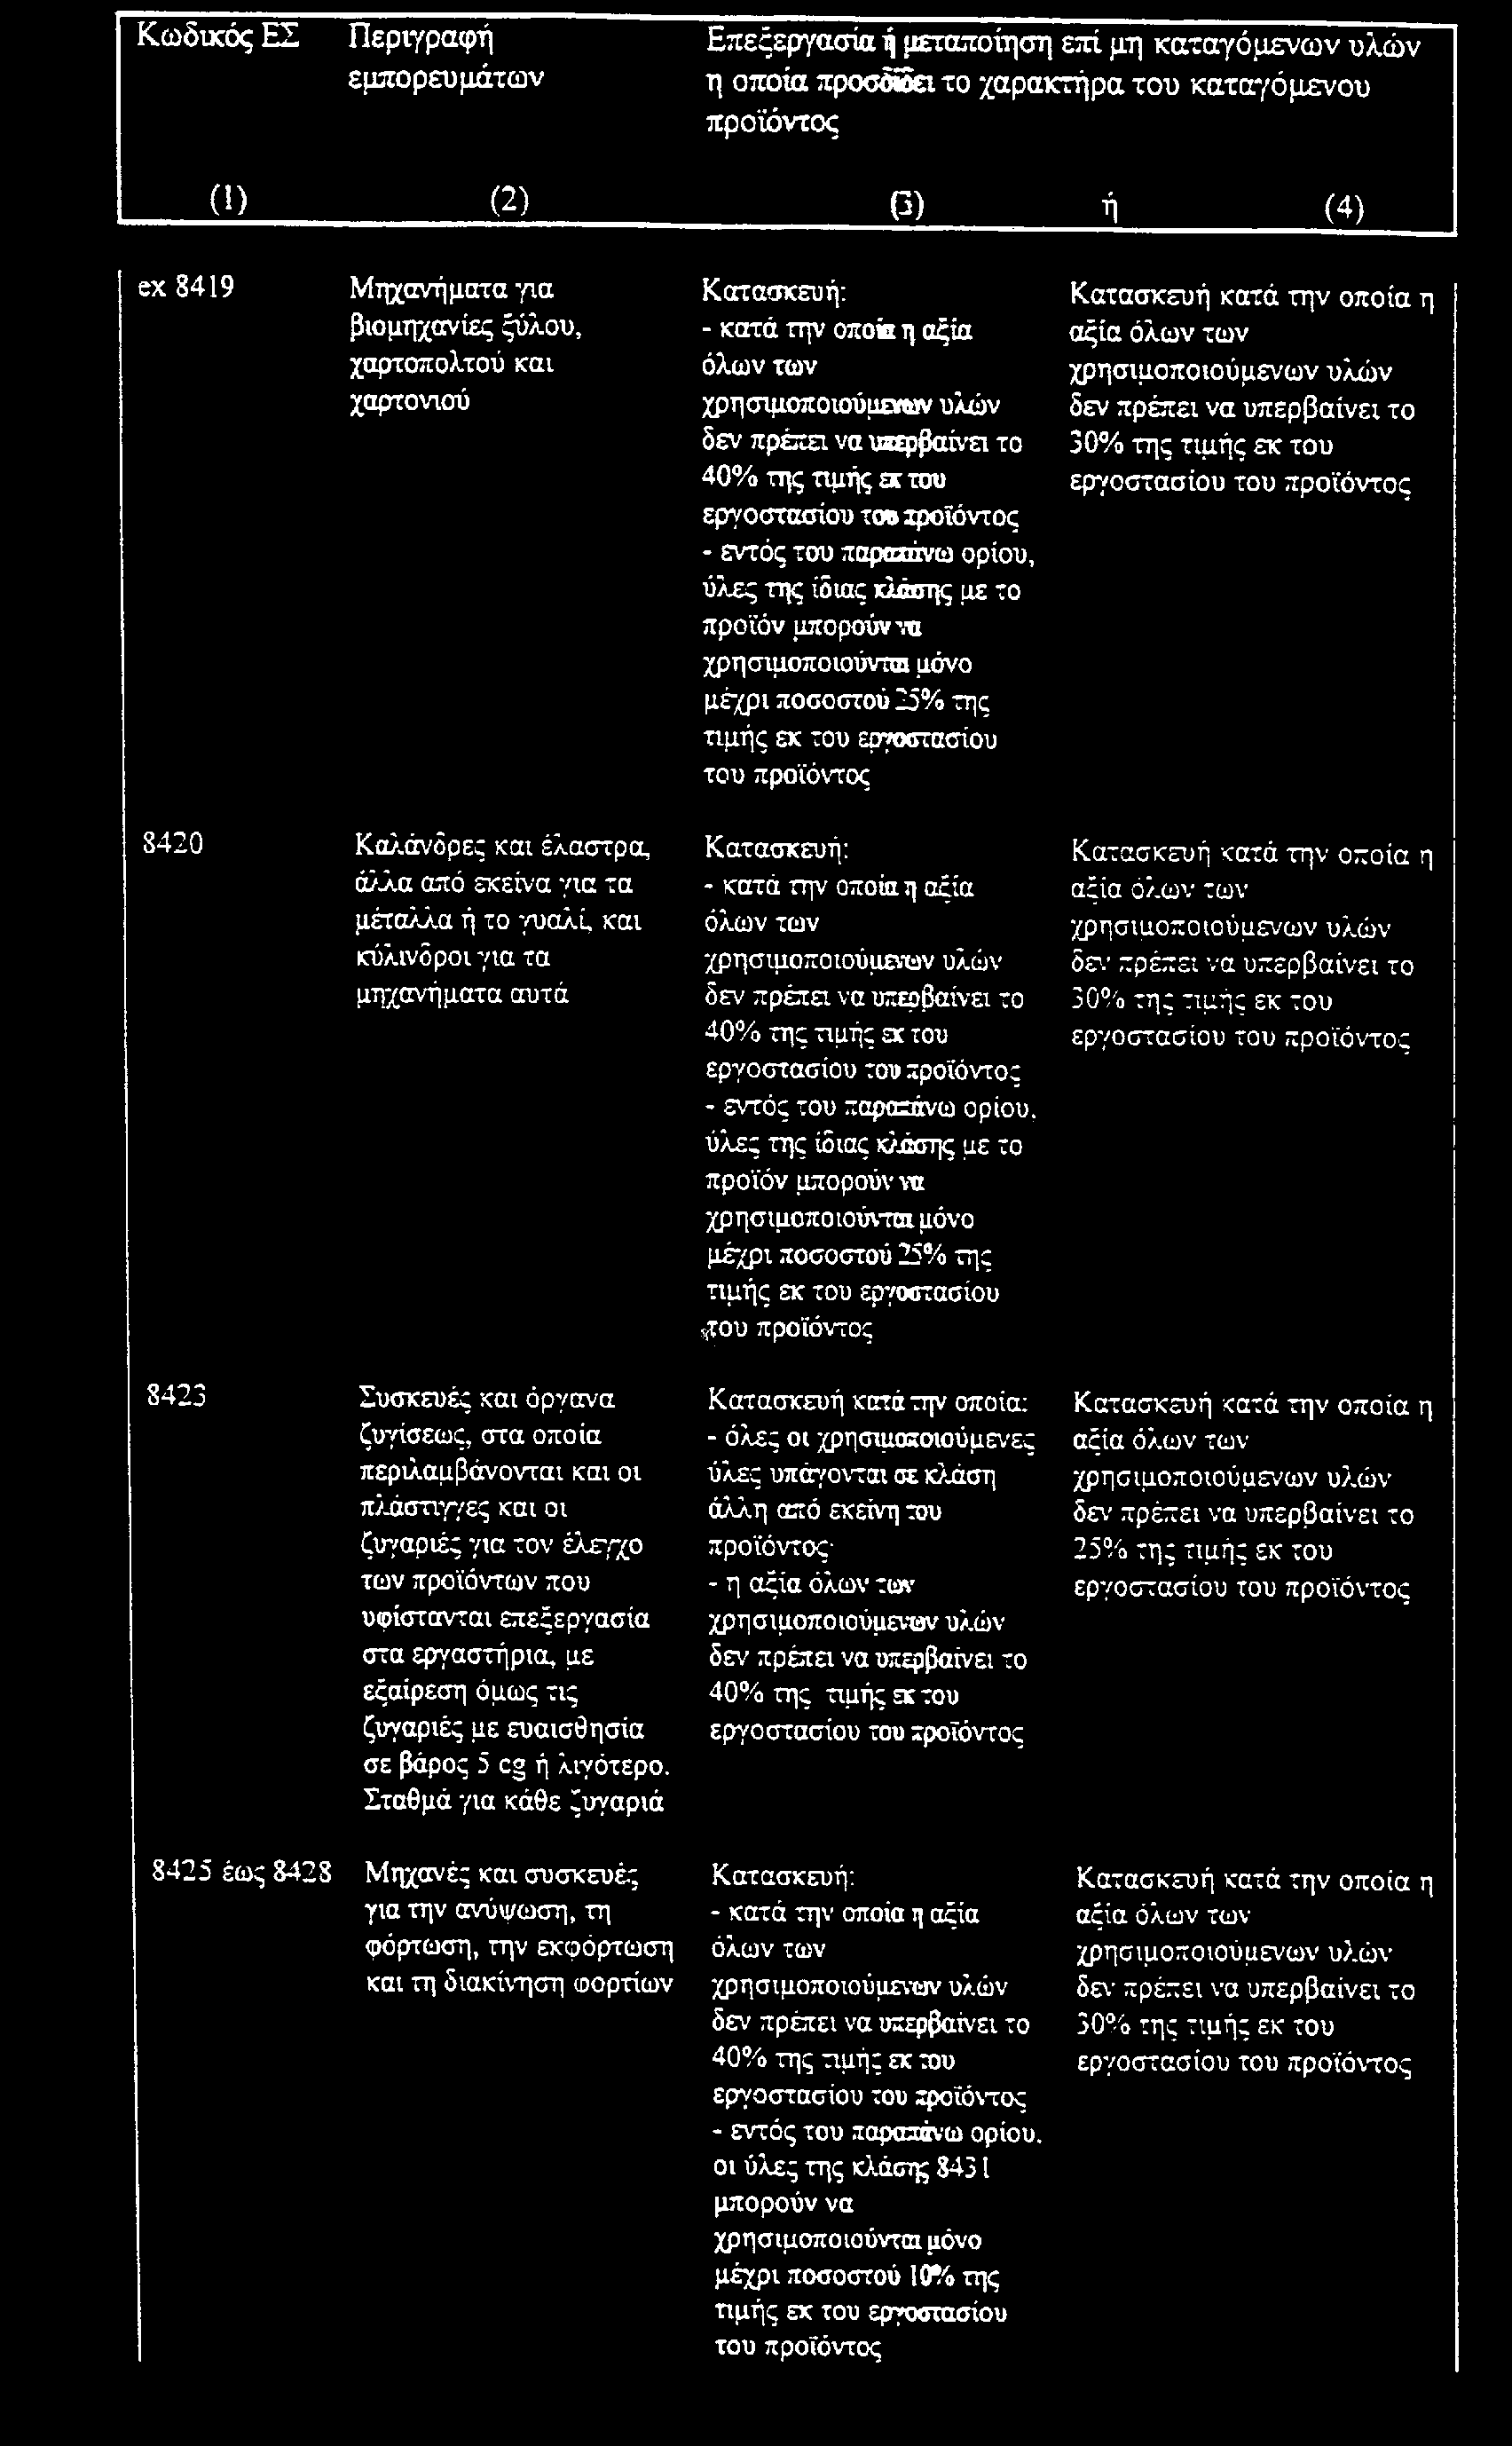 Κωδικός ΕΣ
Περιγραφή
εμπορευμάτων
Επεξεργασία ή μεταποίηση επί μη καταγόμενων υλών
η οποία προσδίδει το χαρακτήρα του καταγόμενου
προϊόντος
(1)
(2)
(3)
ή
(4)
ex 8419
Μηχανήματα για
βιομηχανίες ξύλου,
χαρτοπολτού και
χαρτονιού
Κατασκευή:
- κατά την οποία η αξία
όλων των
χρησιμοποιούμενων υλών
δεν πρέπει να υπερβαίνει το
40% της τιμής εκ του
εργοστασίου του προϊόντος
- εντός του παραπάνω ορίου,
ύλες της ίδιας κλάσης με το
προϊόν μπορούν να
χρησιμοποιούνται μόνο
μέχρι ποσοστού 25% της
τιμής εκ του εργοστασίου
του προϊόντος
Κατασκευή κατά την οποία η
αξία όλων των
χρησιμοποιούμενων υλών
δεν πρέπει να υπερβαίνει το
30% της τιμής εκ του
εργοστασίου του προϊόντος
8420
Καλάνδρες και έλαστρα,
άλλα από εκείνα για τα
μέταλλα ή το γυαλί, και
κύλινδροι για τα
μηχανήματα αυτά
Κατασκευή:
- κατά την οποία η αξία
όλων των
χρησιμοποιούμενων υλών
δεν πρέπει να υπερβαίνει το
40% της τιμής εκ του
εργοστασίου του προϊόντος
- εντός του παραπάνω ορίου,
ύλες της ίδιας κλάσης με το
προϊόν μπορούν να
χρησιμοποιούνται μόνο
μέχρι ποσοστού 25% της
τιμής εκ του εργοστασίου
του προϊόντος
Κατασκευή κατά την οποία η
αξία όλων των
χρησιμοποιούμενων υλών
δεν πρέπει να υπερβαίνει το
30% της τιμής εκ του
εργοστασίου του προϊόντος
8423
Συσκευές και όργανα
ζυγίσεως, στα οποία
περιλαμβάνονται και οι
πλάστιγγες και οι
ζυγαριές για τον έλεγχο
των προϊόντων που
υφίστανται επεξεργασία
στα εργαστήρια, με
εξαίρεση όμως τις
ζυγαριές με ευαισθησία
σε βάρος 5 cg ή λιγότερο.
Σταθμά για κάθε ζυγαριά
Κατασκευή κατά την οποία:
- όλες οι χρησιμοποιούμενες
ύλες υπάγονται σε κλάση
άλλη από εκείνη του
προϊόντος·
- η αξία όλων των
χρησιμοποιούμενων υλών
δεν πρέπει να υπερβαίνει το
40% της τιμής εκ του
εργοστασίου του προϊόντος
Κατασκευή κατά την οποία η
αξία όλων των
χρησιμοποιούμενων υλών
δεν πρέπει να υπερβαίνει το
25% της τιμής εκ του
εργοστασίου του προϊόντος
8425 έως 8428
Μηχανές και συσκευές
για την ανύψωση, τη
φόρτωση, την εκφόρτωση
και τη διακίνηση φορτίων
Κατασκευή:
- κατά την οποία η αξία
όλων των
χρησιμοποιούμενων υλών
δεν πρέπει να υπερβαίνει το
40% της τιμής εκ του
εργοστασίου του προϊόντος
- εντός του παραπάνω ορίου,
οι ύλες της κλάσης 8431
μπορούν να
χρησιμοποιούνται μόνο
μέχρι ποσοστού 10% της
τιμής εκ του εργοστασίου
του προϊόντος
Κατασκευή κατά την οποία η
αξία όλων των
χρησιμοποιούμενων υλών
δεν πρέπει να υπερβαίνει το
30% της τιμής εκ του
εργοστασίου του προϊόντος